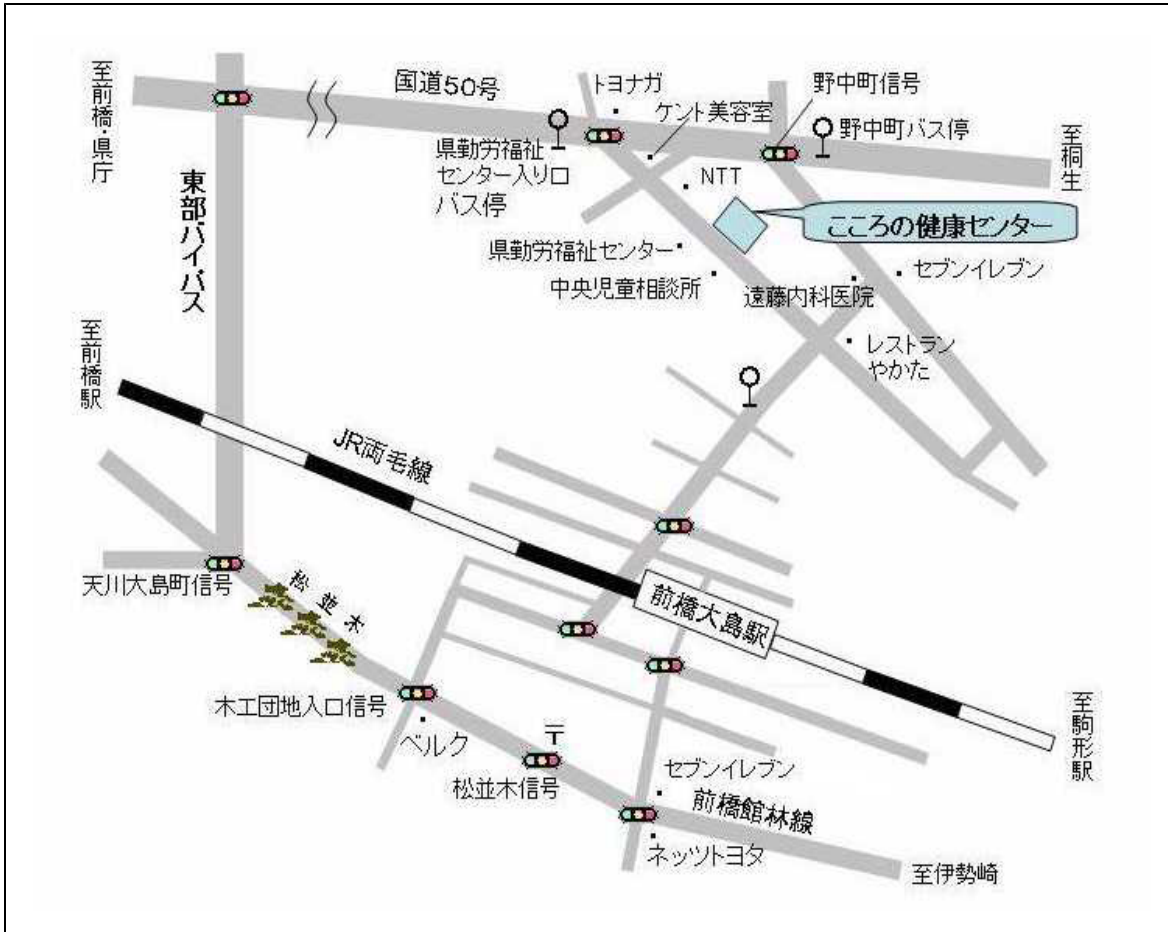 至前橋・県庁
国道50号
トヨナガ
ケント美容室
野中町信号
野中町バス停
至桐生
県勤労福祉
センター入り口
バス停
NTT
東部バイパス
こころの健康センター
県勤労福祉センター
中央児童相談所
遠藤内科医院
セブンイレブン
レストラン
やかた
至前橋駅
JR両毛線
天川大島町信号
松並木
前橋大島駅
木工団地入口信号
ベルク
〒
松並木信号
セブンイレブン
前橋館林線
ネッツトヨタ
至駒形駅
至伊勢崎